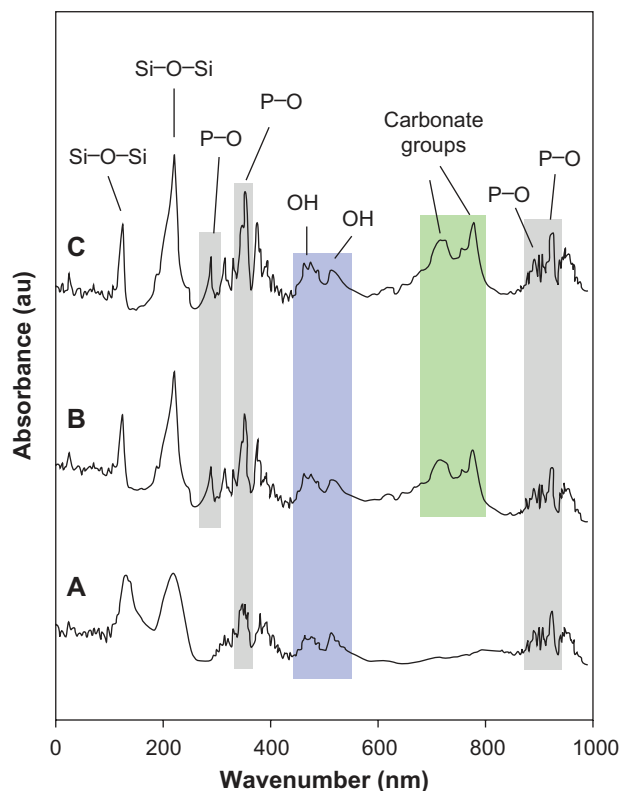 Si–O–Si
Si–O–Si
P–O
P–O
OH
OH
Carbonate
groups
P–O
P–O
C
B
A
Absorbance (au)
0
200
400
600
800
1000
Wavenumber (nm)